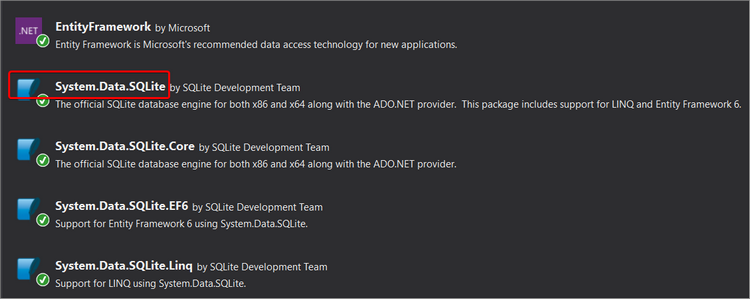 .NET
EntityFramework by Microsoft
Entity Framework is Microsoft's recommended data access technology for new applications.
System.Data.SQLite by SQLite Development Team
The official SQLite database engine for both x86 and x64 along with the ADO.NET provider. This package includes support for LINQ and Entity Framework 6.
System.Data.SQLite.Core by SQLite Development Team
The official SQLite database engine for both x86 and x64 along with the ADO.NET provider.
System.Data.SQLite.EF6 by SQLite Development Team
Support for Entity Framework 6 using System.Data.SQLite.
System.Data.SQLite.Linq by SQLite Development Team
Support for LINQ using System.Data.SQLite.